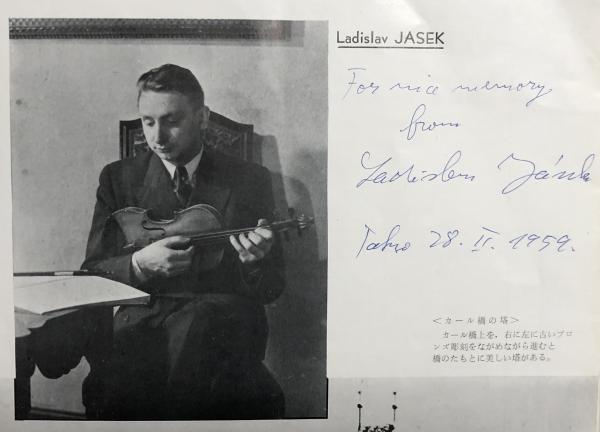 Ladislav JASEK
For nice memory
from
Ladislav Jásek
Tokio 28. II. 1959.
<カール橋の塔>
カール橋上を，右に左に古いブロ
ンズ彫刻をながめながら進むと
橋のたもとに美しい塔がある。